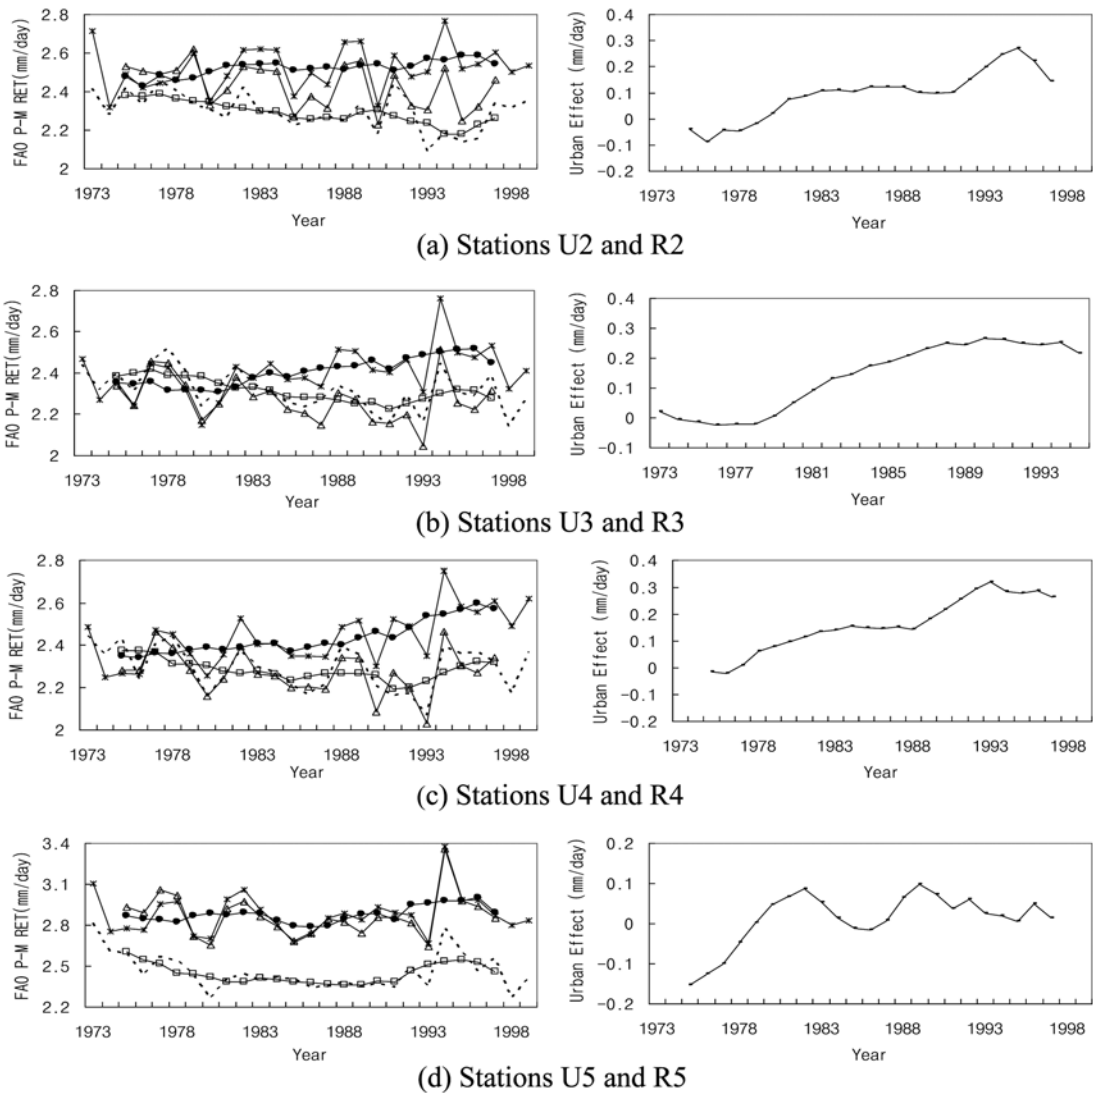 FAO P-M RET(mm/day)
2.8
2.6
2.4
2.2
2
1973 1978 1983 1988 1993 1998
Year
Urban Effect (mm/day)
0.4
0.3
0.2
0.1
0
-0.1
-0.2
1973 1978 1983 1988 1993 1998
Year
(a) Stations U2 and R2
FAO P-M RET(mm/day)
2.8
2.6
2.4
2.2
2
1973 1978 1983 1988 1993 1998
Year
Urban Effect (mm/day)
0.4
0.3
0.2
0.1
0
-0.1
1973 1977 1981 1985 1989 1993
Year
(b) Stations U3 and R3
FAO P-M RET(mm/day)
2.8
2.6
2.4
2.2
2
1973 1978 1983 1988 1993 1998
Year
Urban Effect (mm/day)
0.4
0.3
0.2
0.1
0
-0.1
-0.2
1973 1978 1983 1988 1993 1998
Year
(c) Stations U4 and R4
FAO P-M RET(mm/day)
3.4
3.1
2.8
2.5
2.2
1973 1978 1983 1988 1993 1998
Year
Urban Effect (mm/day)
0.2
0.1
0
-0.1
-0.2
1973 1978 1983 1988 1993 1998
Year
(d) Stations U5 and R5